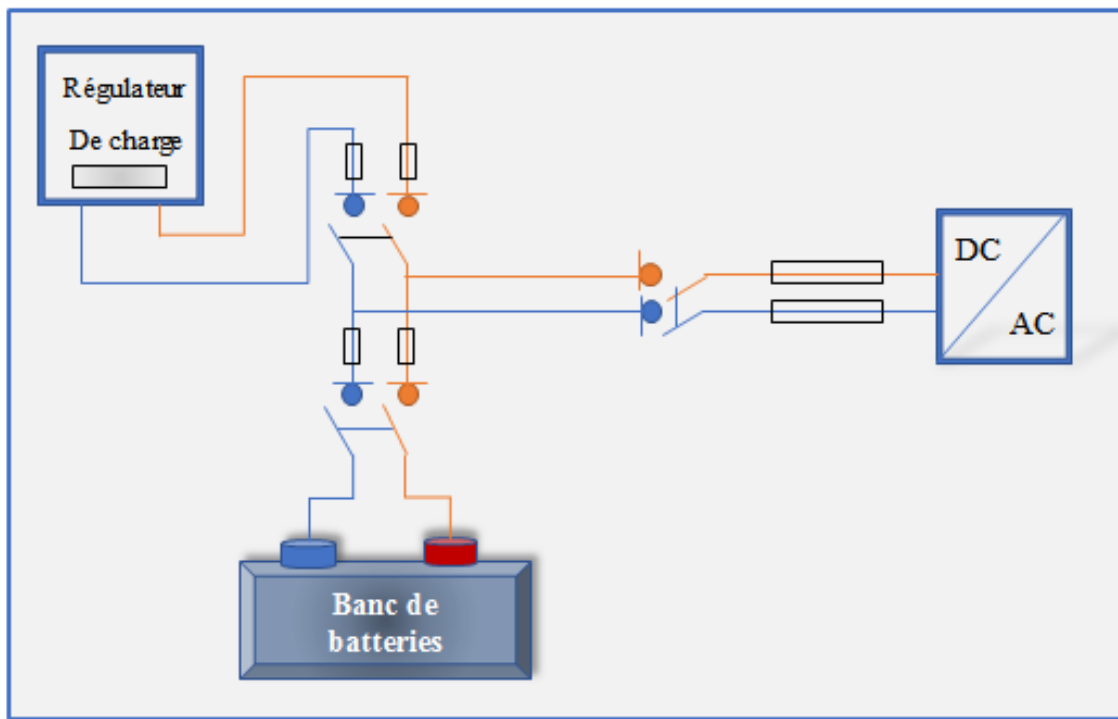 Régulateur
De charge
DC
AC
Banc de
batteries